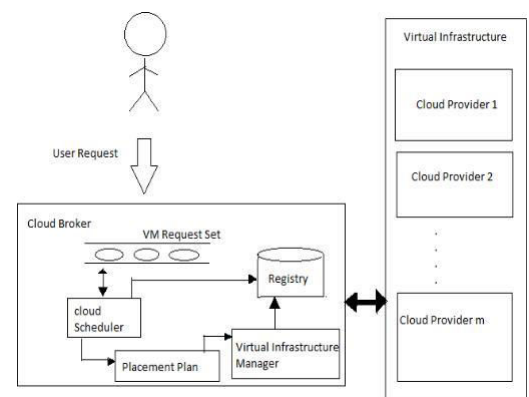 Virtual Infrastructure
Cloud Provider 1
User Request
Cloud Provider 2
Cloud Broker
VM Request Set
Registry
cloud
Scheduler
Cloud Provider m
Virtual Infrastructure
Manager
Placement Plan